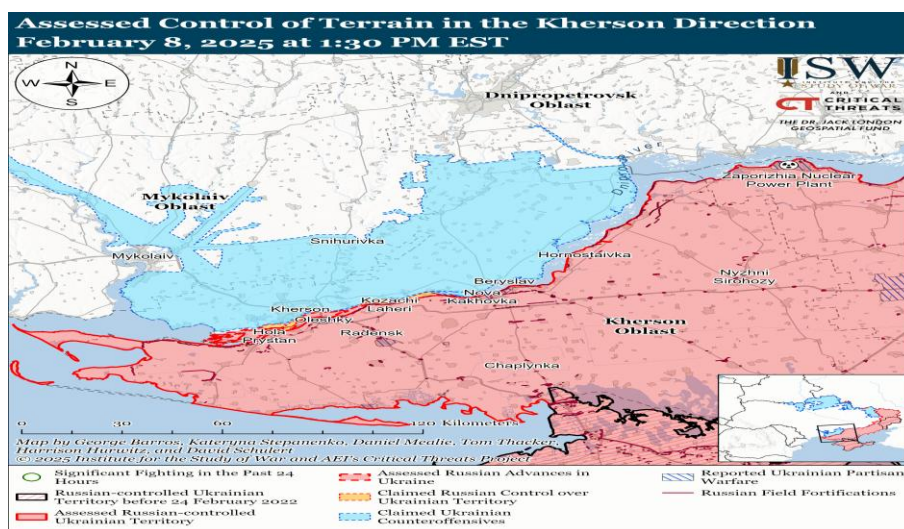 Assessed Control of Terrain in the Kherson Direction
February 8, 2025 at 1:30 PM EST
N
W E
S
ISW
INSTITUTE FOR THE
STUDY OF WAR
AND
CT CRITICAL
THREATS
THE DR. JACK LONDON
GEOSPATIAL FUND
Dnipropetrovsk
Oblast
Dnipro River
Zaporizhia Nuclear
Power Plant
Mykolaiv
Oblast
Snihurivka
Mykolaiv
Hornostaivka
Beryslav
Nyzhni
Sirohozy
Nova
Kakhovka
Kozachi
Laheri
Kherson
Oleshky
Kherson
Oblast
Hola
Prystan
Radensk
Chaplynka
0 30 60 120 Kilometers
Map by George Barros, Kateryna Stepanenko, Daniel Mealie, Tom Thacker,
Harrison Hurwitz, and David Schulert
© 2025 Institute for the Study of War and AEI's Critical Threats Project
Significant Fighting in the Past 24
Hours
Russian-controlled Ukrainian
Territory before 24 February 2022
Assessed Russian-controlled
Ukrainian Territory
Assessed Russian Advances in
Ukraine
Claimed Russian Control over
Ukrainian Territory
Claimed Ukrainian
Counteroffensives
Reported Ukrainian Partisan
Warfare
Russian Field Fortifications